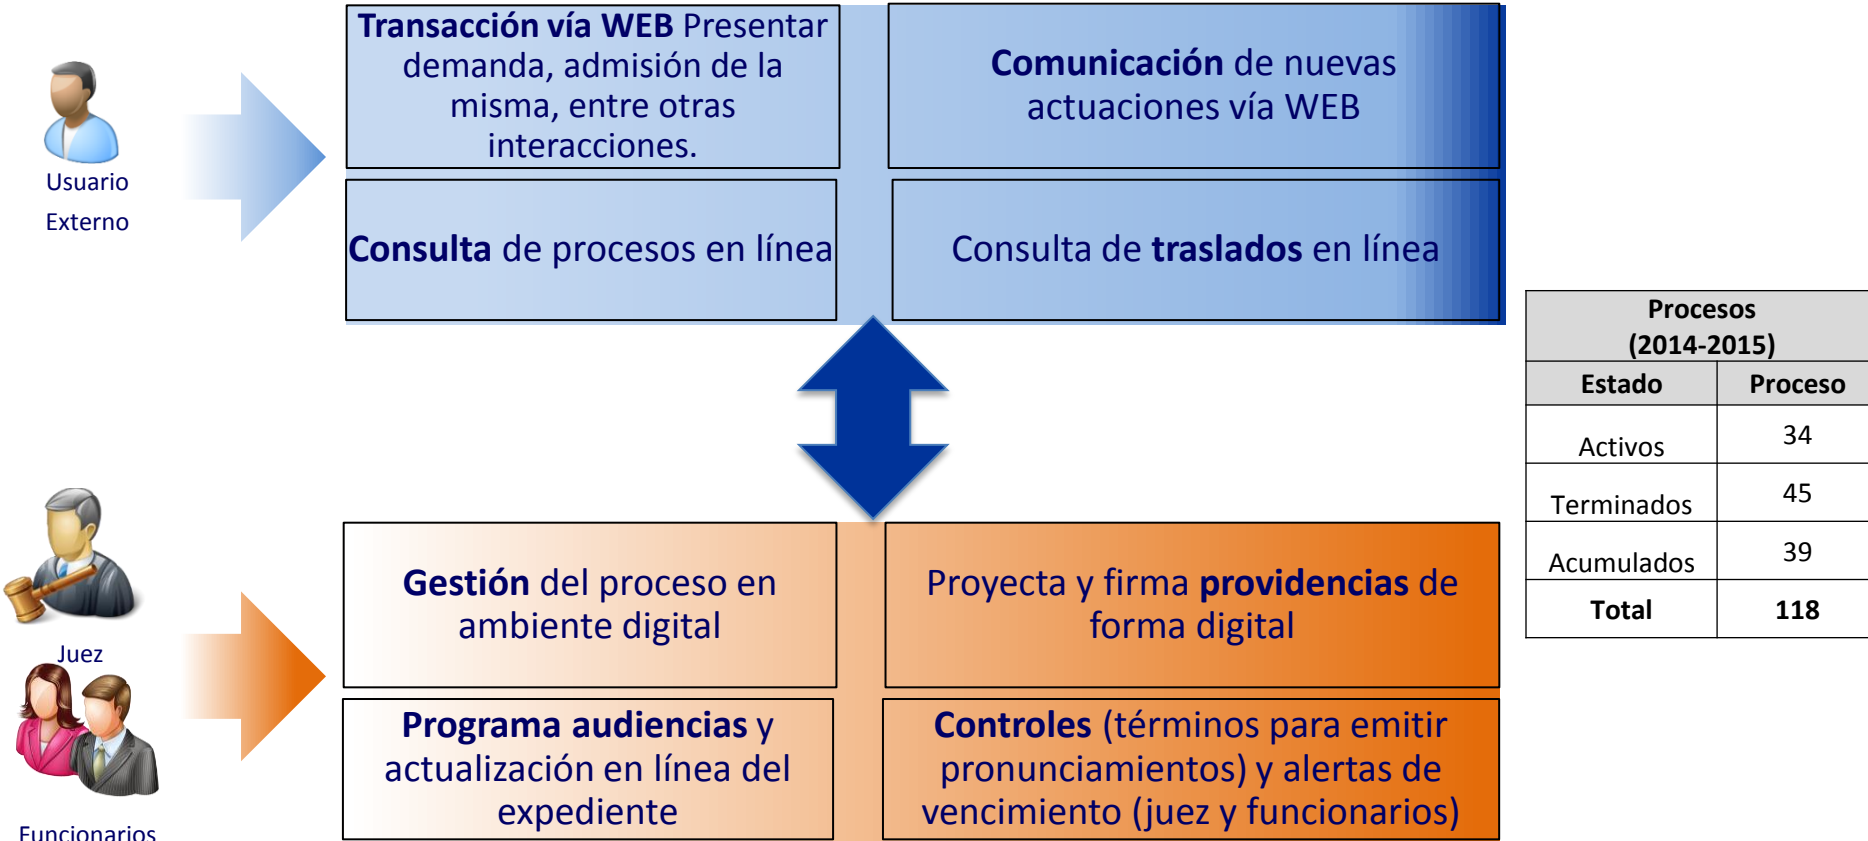 Transacción vía WEB Presentar
demanda, admisión de la
misma, entre otras
interacciones.
Comunicación de nuevas
actuaciones vía WEB
Usuario
Externo
Consulta de procesos en línea
Consulta de traslados en línea
Procesos
(2014-2015)
Estado Proceso
Activos 34
Terminados 45
Acumulados 39
Total 118
Juez
Funcionarios
Gestión del proceso en
ambiente digital
Proyecta y firma providencias de
forma digital
Programa audiencias y
actualización en línea del
expediente
Controles (términos para emitir
pronunciamientos) y alertas de
vencimiento (juez y funcionarios)